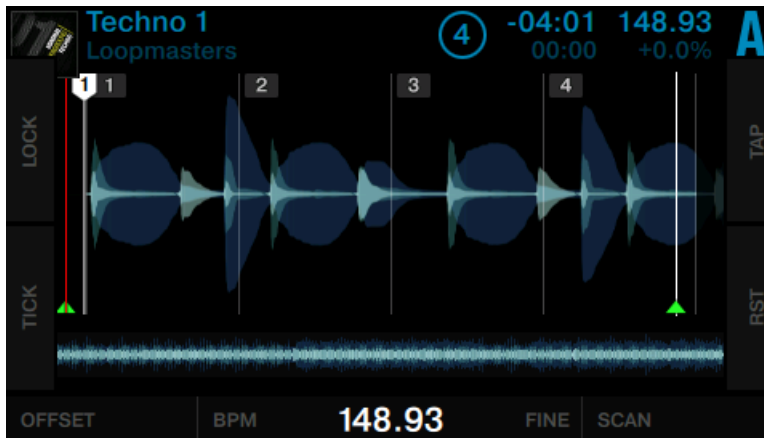 Techno 1
Loopmasters
4
-04:01 148.93
00:00 +0.0%
A
LOCK
TICK
TAP
RST
1 1 2 3 4
OFFSET BPM 148.93 FINE SCAN